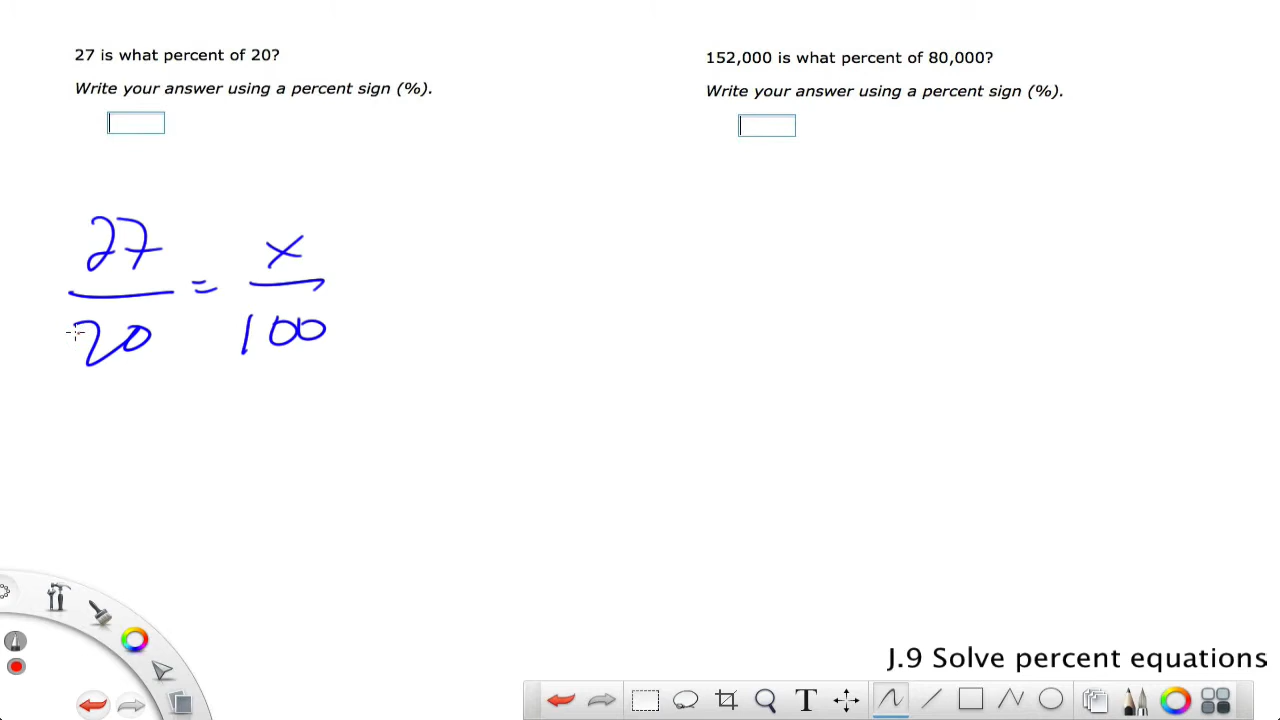 27 is what percent of 20?
Write your answer using a percent sign (%).
27/20 = x/100
152,000 is what percent of 80,000?
Write your answer using a percent sign (%).
J.9 Solve percent equations
T